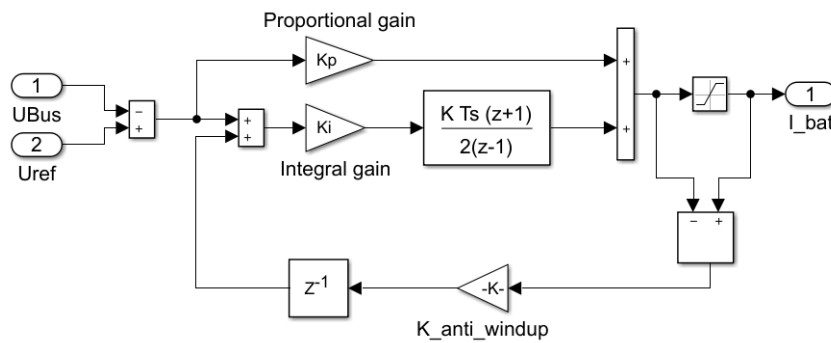 Proportional gain
Kp
1
UBus
−
+
2
Uref
+
+
Ki
Integral gain
K Ts (z+1)
2(z-1)
+
+
1
I_bat
− +
Z-1
-K-
K_anti_windup